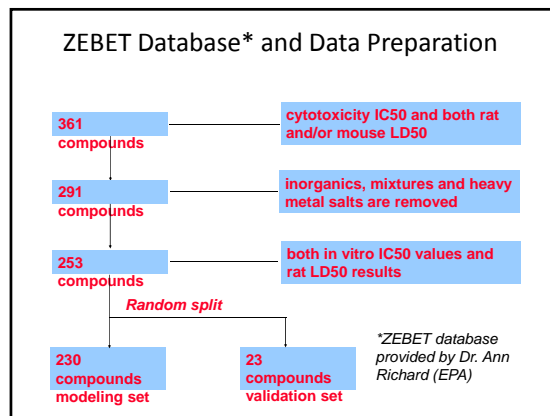 ZEBET Database* and Data Preparation
361
compounds
cytotoxicity IC50 and both rat
and/or mouse LD50
291
compounds
inorganics, mixtures and heavy
metal salts are removed
253
compounds
both in vitro IC50 values and
rat LD50 results
Random split
230
compounds
modeling set
23
compounds
validation set
*ZEBET database
provided by Dr. Ann
Richard (EPA)